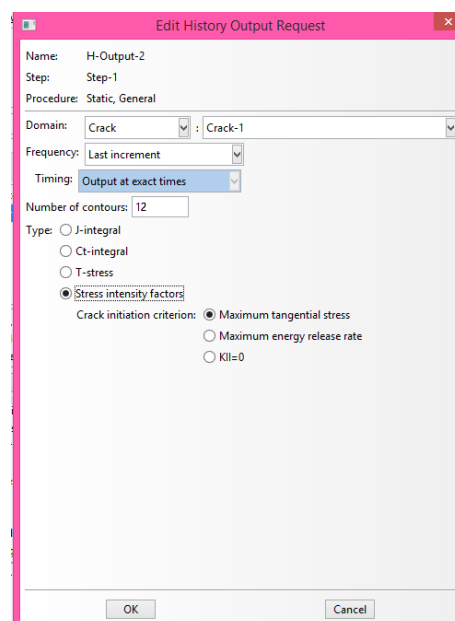 Edit History Output Request
Name: H-Output-2
Step: Step-1
Procedure: Static, General
Domain: Crack : Crack-1
Frequency: Last increment
Timing: Output at exact times
Number of contours: 12
Type: J-integral
Ct-integral
T-stress
Stress intensity factors
Crack initiation criterion: Maximum tangential stress
Maximum energy release rate
KII=0
OK Cancel